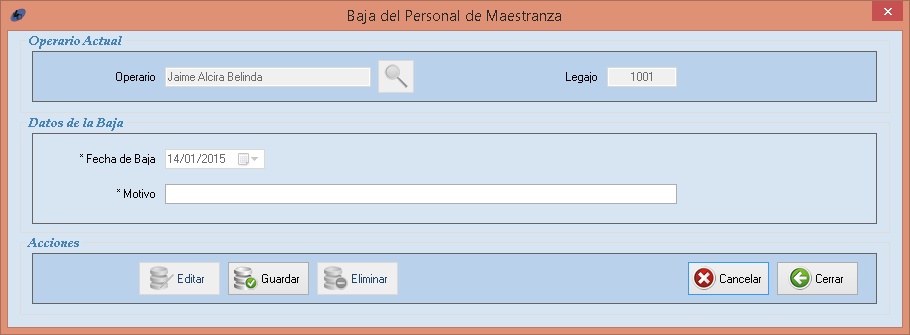 Baja del Personal de Maestranza
Operario Actual
Operario Jaime Alcira Belinda Legajo 1001
Datos de la Baja
* Fecha de Baja 14/01/2015
* Motivo
Acciones
Editar Guardar Eliminar Cancelar Cerrar